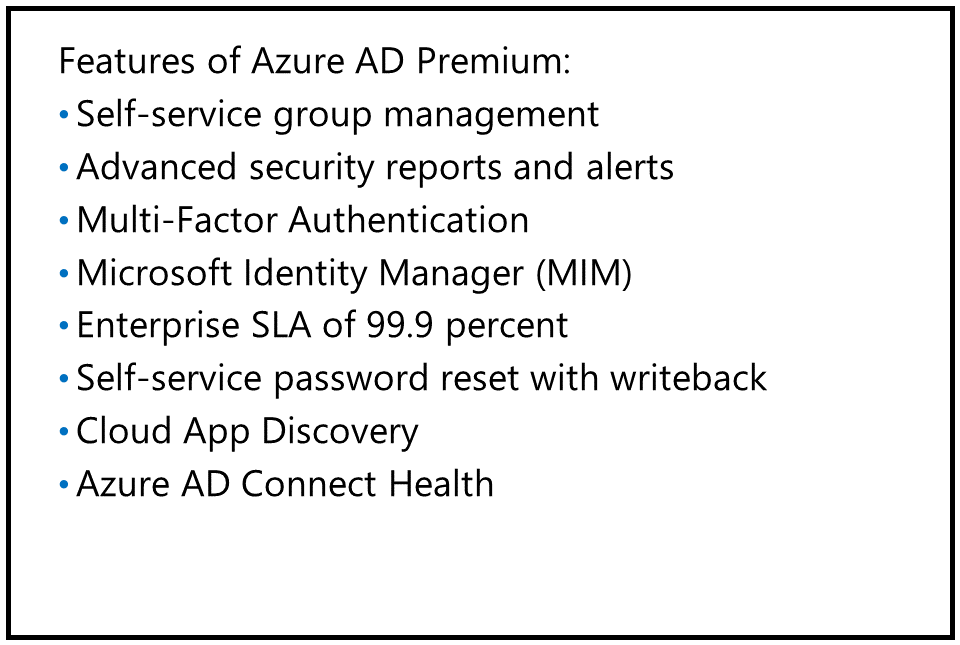 Features of Azure AD Premium:
• Self-service group management
• Advanced security reports and alerts
• Multi-Factor Authentication
• Microsoft Identity Manager (MIM)
• Enterprise SLA of 99.9 percent
• Self-service password reset with writeback
• Cloud App Discovery
• Azure AD Connect Health